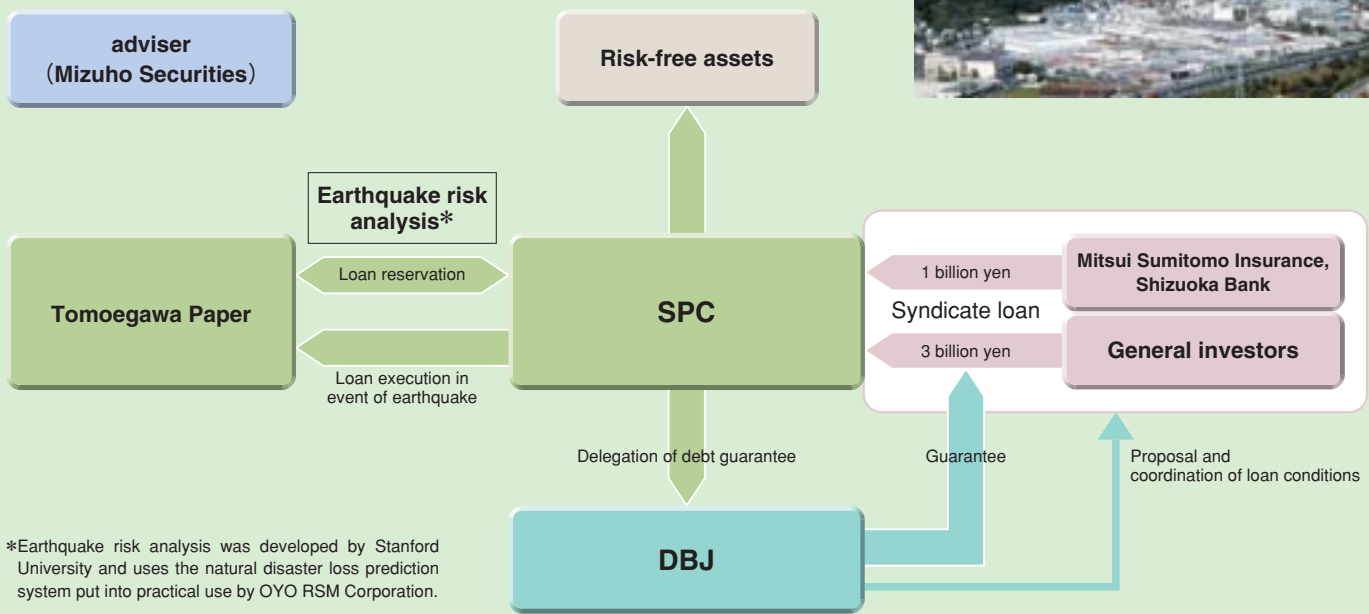 adviser
（Mizuho Securities）
Risk-free assets
Earthquake risk
analysis*
Loan reservation
Tomoegawa Paper
SPC
1 billion yen
Mitsui Sumitomo Insurance,
Shizuoka Bank
Syndicate loan
3 billion yen
General investors
Loan execution in
event of earthquake
Delegation of debt guarantee
Guarantee
Proposal and
coordination of loan conditions
DBJ
*Earthquake risk analysis was developed by Stanford
University and uses the natural disaster loss prediction
system put into practical use by OYO RSM Corporation.